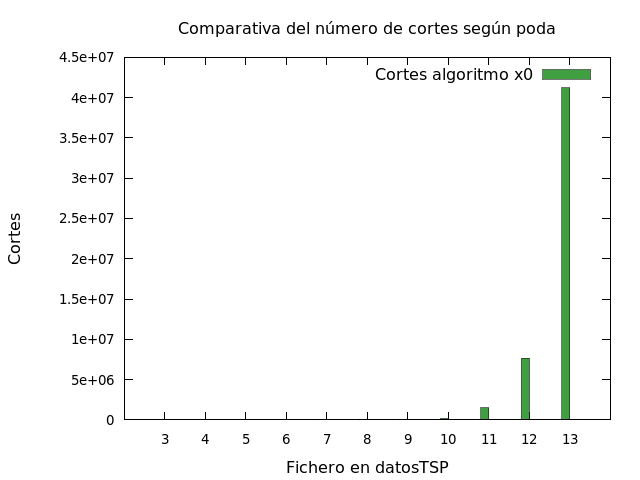 Comparativa del número de cortes según poda
Cortes algoritmo x0
4.5e+07
4e+07
3.5e+07
3e+07
2.5e+07
2e+07
1.5e+07
1e+07
5e+06
0
Cortes
3 4 5 6 7 8 9 10 11 12 13
Fichero en datosTSP